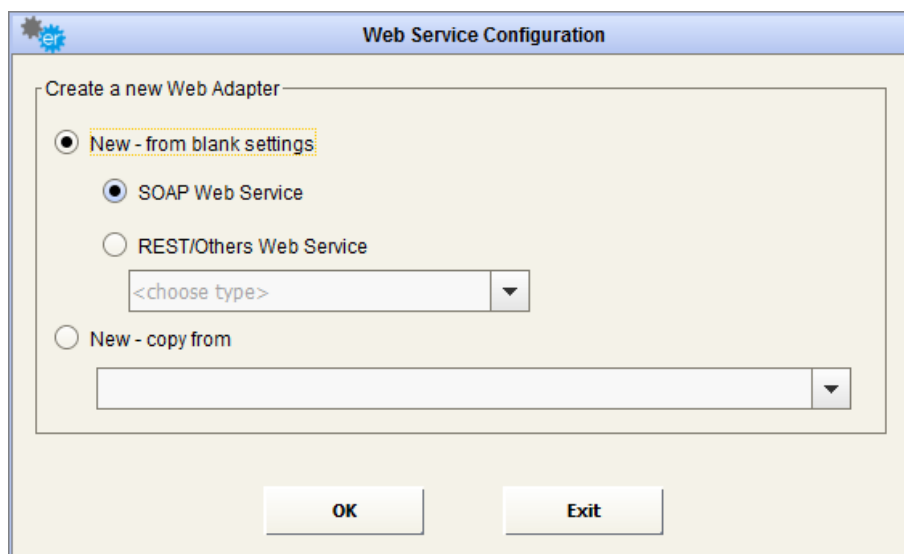 er
Web Service Configuration
Create a new Web Adapter
New - from blank settings
SOAP Web Service
REST/Others Web Service
<choose type>
New - copy from
OK Exit